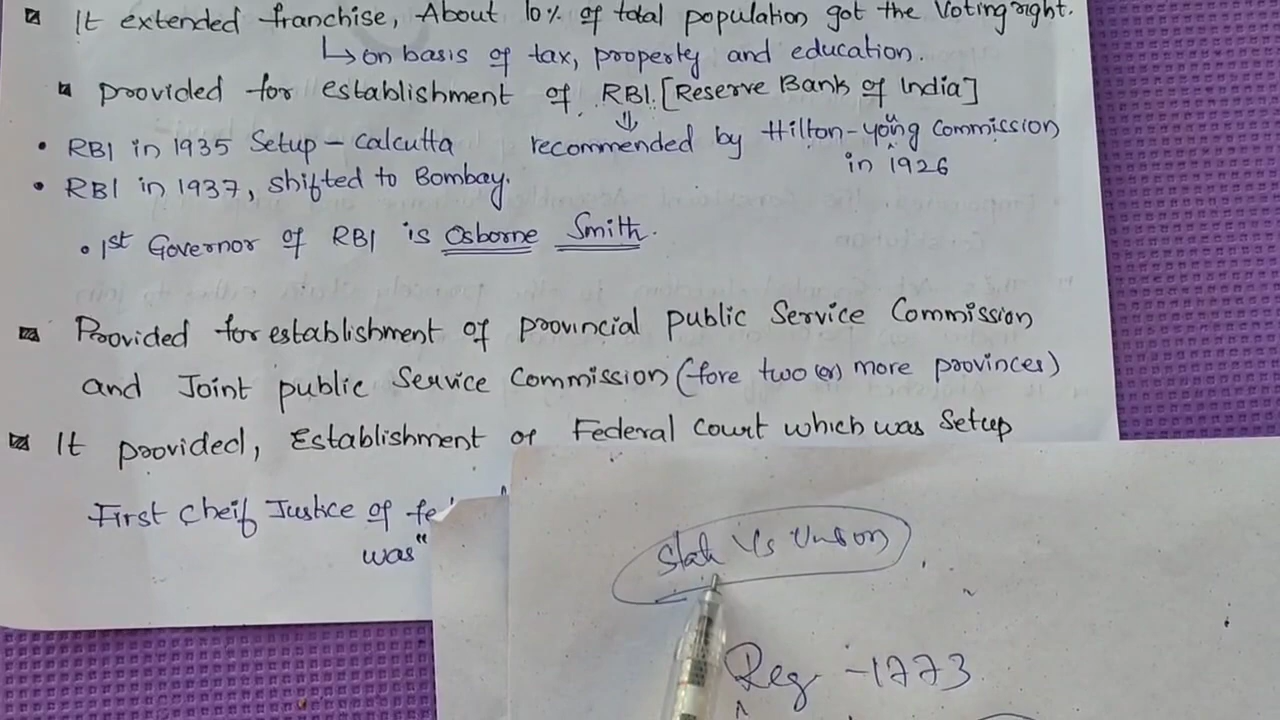 It extended franchise, About 10% of total population got the Voting right.
↳ on basis of tax, property and education.
provided for establishment of RBI. [Reserve Bank of India]
• RBI in 1935 Setup - Calcutta
⇓ recommended by Hilton-young Commission in 1926
• RBI in 1937, shifted to Bombay.
• 1st Governor of RBI is Osborne Smith.
Provided for establishment of provincial public Service Commission
and Joint public Service Commission (fore two (or) more provinces)
It provided, Establishment of Federal Court which was Setup
First Cheif Justice of fe
was"
State Vs Union
Reg - 1773